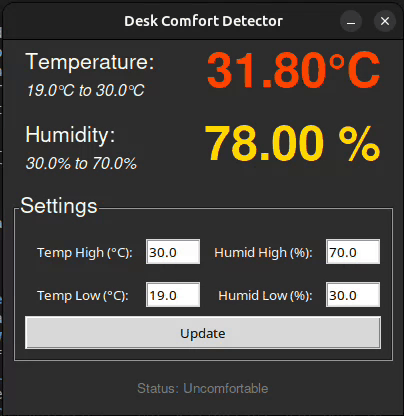 Desk Comfort Detector
Temperature: 31.80°C
19.0°C to 30.0°C
Humidity: 78.00 %
30.0% to 70.0%
Settings
Temp High (°C): 30.0 Humid High (%): 70.0
Temp Low (°C): 19.0 Humid Low (%): 30.0
Update
Status: Uncomfortable